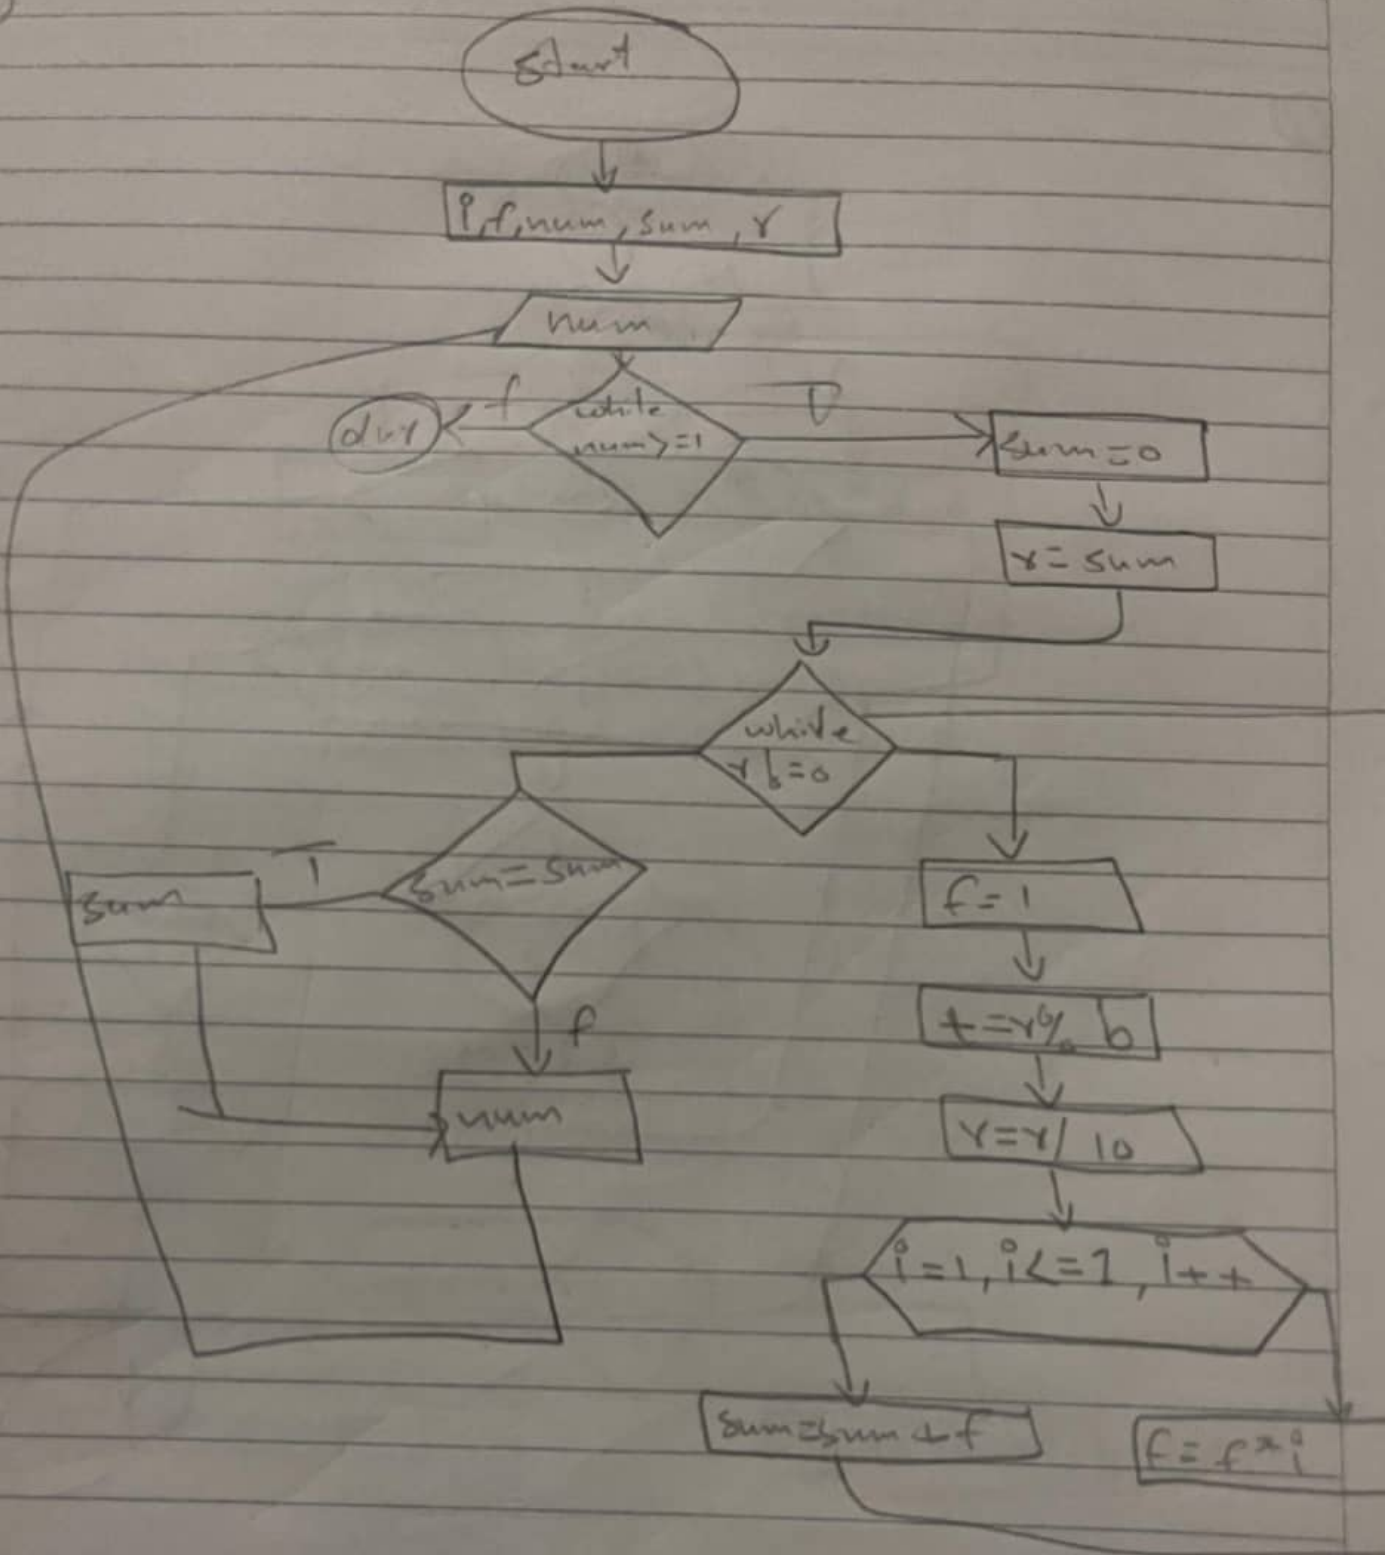 start
i, f, num, sum, r
num
f
T
while
num>=1
sum=0
r=sum
while
r b=0
T
sum=sum
sum
f=1
f
t=r% b
num
r=r/ 10
i=1, i<=1, i++
sum=sum+f
f=f*i